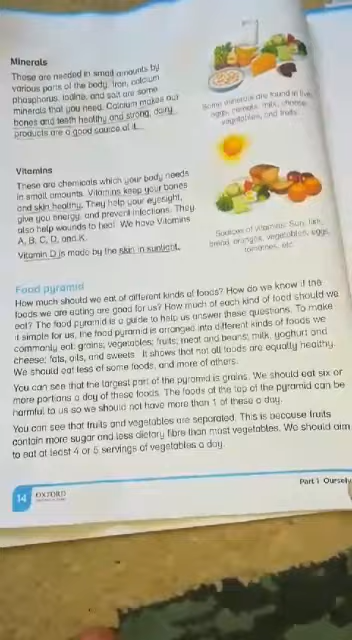 Minerals
These are needed in small amounts by
various parts of the body. Iron, calcium
phosphorus, iodine, and salt are some
minerals that you need. Calcium makes our
bones and teeth healthy and strong, dairy
products are a good source of it.
Some minerals are found in
eggs, milk, cheese
vegetables, and fruits.
Vitamins
These are chemicals which your body needs
in small amounts. Vitamins keep your bones
and skin healthy. They help your eyesight,
give you energy, and prevent infections. They
also help wounds to heal. We have Vitamins
A, B, C, D, and K.
Vitamin D is made by the skin in sunlight.
Sources of vitamins: Sun, fish,
bread, oranges, vegetables, eggs,
tomatoes, etc.
Food pyramid
How much should we eat of different kinds of foods? How do we know if the
foods we are eating are good for us? How much of each kind of food should we
eat? The food pyramid is a guide to help us answer these questions. To make
it simple for us, the food pyramid is arranged into different kinds of foods we
commonly eat: grains; vegetables; fruits; meat and beans; milk, yoghurt and
cheese; fats, oils, and sweets. It shows that not all foods are equally healthy.
We should eat less of some foods, and more of others.
You can see that the largest part of the pyramid is grains. We should eat six or
more portions a day of these foods. The foods at the top of the pyramid can be
harmful to us so we should not have more than 1 of these a day.
You can see that fruits and vegetables are separated. This is because fruits
contain more sugar and less dietary fibre than most vegetables. We should aim
to eat at least 4 or 5 servings of vegetables a day.
14
OXFORD
Part 1 Oursel